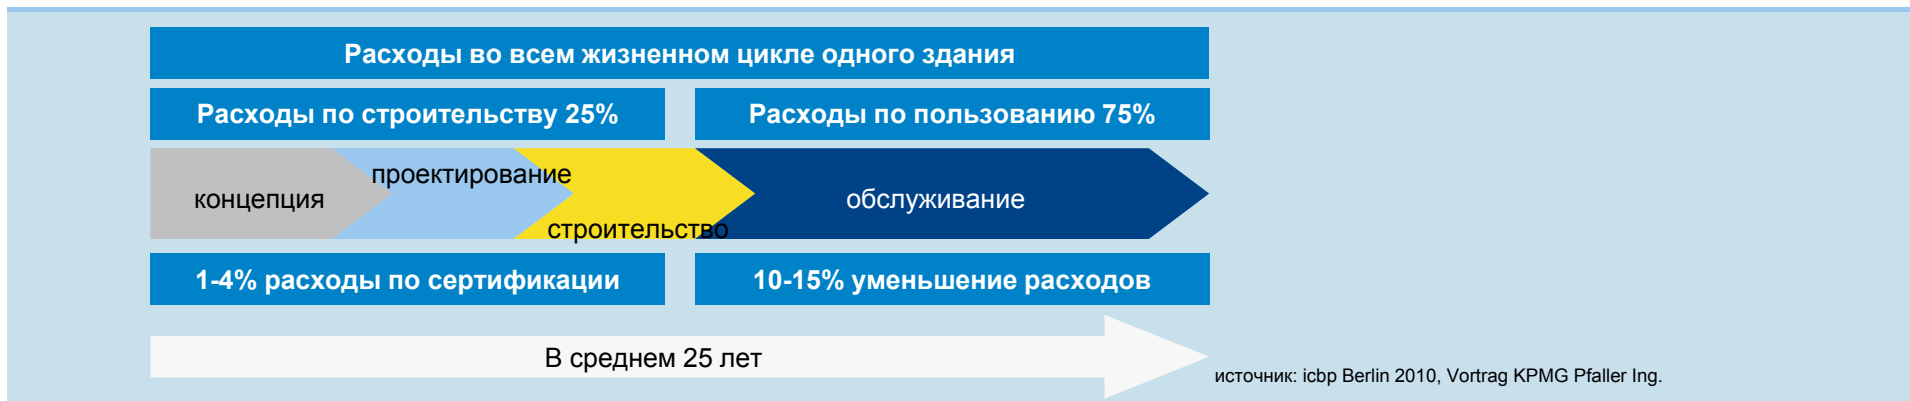 Расходы во всем жизненном цикле одного здания
Расходы по строительству 25%
Расходы по пользованию 75%
концепция
проектирование
строительство
обслуживание
1-4% расходы по сертификации
10-15% уменьшение расходов
В среднем 25 лет
источник: icbp Berlin 2010, Vortrag KPMG Pfaller Ing.